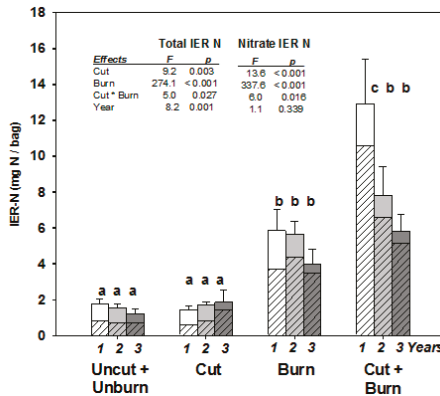 18
16
14
12
10
8
6
4
2
0
IER-N (mg N / bag)
Total IER N Nitrate IER N
Effects F p F p
Cut 9.2 0.003 13.6 <0.001
Burn 274.1 <0.001 337.6 <0.001
Cut * Burn 5.0 0.027 6.0 0.016
Year 8.2 0.001 1.1 0.339
c b b
b b b
a a a a a a
1 2 3 1 2 3 1 2 3 1 2 3 Years
Uncut + Cut Burn Cut +
Unburn Burn